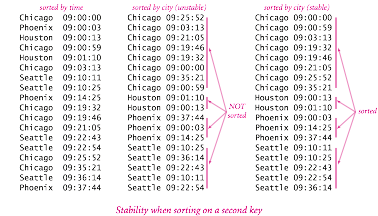 sorted by time
Chicago 09:00:00
Phoenix 09:00:03
Houston 09:00:13
Chicago 09:00:59
Houston 09:01:10
Chicago 09:03:13
Seattle 09:10:11
Seattle 09:10:25
Phoenix 09:14:25
Chicago 09:19:32
Chicago 09:19:46
Chicago 09:21:05
Seattle 09:22:43
Seattle 09:22:54
Chicago 09:25:52
Chicago 09:35:21
Seattle 09:36:14
Phoenix 09:37:44
sorted by city (unstable)
Chicago 09:25:52
Chicago 09:03:13
Chicago 09:21:05
Chicago 09:19:46
Chicago 09:19:32
Chicago 09:00:00
Chicago 09:35:21
Chicago 09:00:59
Houston 09:01:10
Houston 09:00:13
Phoenix 09:37:44
Phoenix 09:00:03
Phoenix 09:14:25
Seattle 09:10:25
Seattle 09:36:14
Seattle 09:22:43
Seattle 09:10:11
Seattle 09:22:54
NOT
sorted
sorted by city (stable)
Chicago 09:00:00
Chicago 09:00:59
Chicago 09:03:13
Chicago 09:19:32
Chicago 09:19:46
Chicago 09:21:05
Chicago 09:25:52
Chicago 09:35:21
Houston 09:00:13
Houston 09:01:10
Phoenix 09:00:03
Phoenix 09:14:25
Phoenix 09:37:44
Seattle 09:10:11
Seattle 09:10:25
Seattle 09:22:43
Seattle 09:22:54
Seattle 09:36:14
sorted
Stability when sorting on a second key